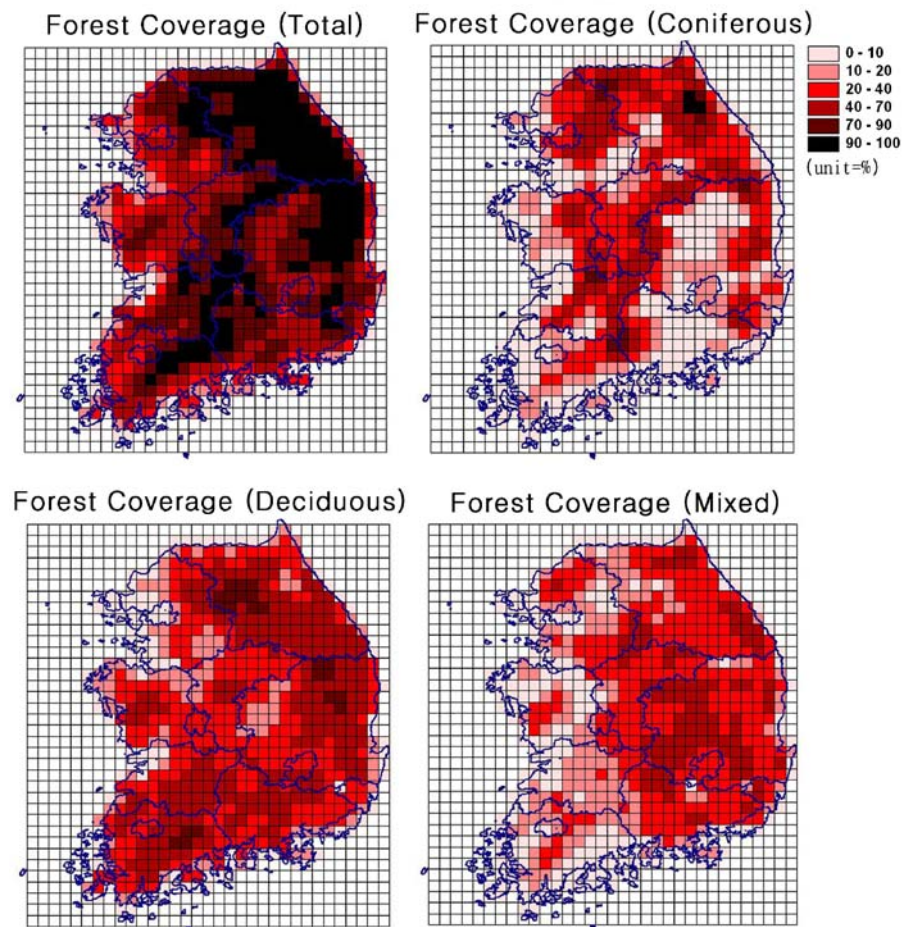 Forest Coverage (Total)
Forest Coverage (Coniferous)
0 - 10
10 - 20
20 - 40
40 - 70
70 - 90
90 - 100
(unit=%)
Forest Coverage (Deciduous)
Forest Coverage (Mixed)